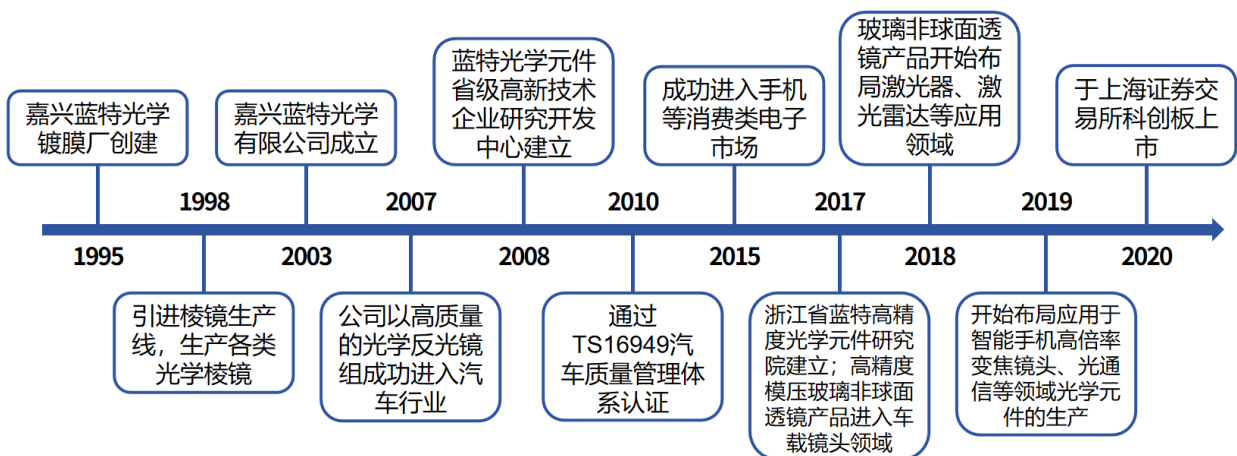 嘉兴蓝特光学
镀膜厂创建
嘉兴蓝特光学
有限公司成立
蓝特光学元件
省级高新技术
企业研究开发
中心建立
成功进入手机
等消费类电子
市场
玻璃非球面透
镜产品开始布
局激光器、激
光雷达等应用
领域
于上海证券交
易所科创板上
市
1998
2007
2010
2017
2019
1995
2003
2008
2015
2018
2020
引进棱镜生产
线，生产各类
光学棱镜
公司以高质量
的光学反光镜
组成功进入汽
车行业
通过
TS16949汽
车质量管理体
系认证
浙江省蓝特高精
度光学元件研究
院建立；高精度
模压玻璃非球面
透镜产品进入车
载镜头领域
开始布局应用于
智能手机高倍率
变焦镜头、光通
信等领域光学元
件的生产